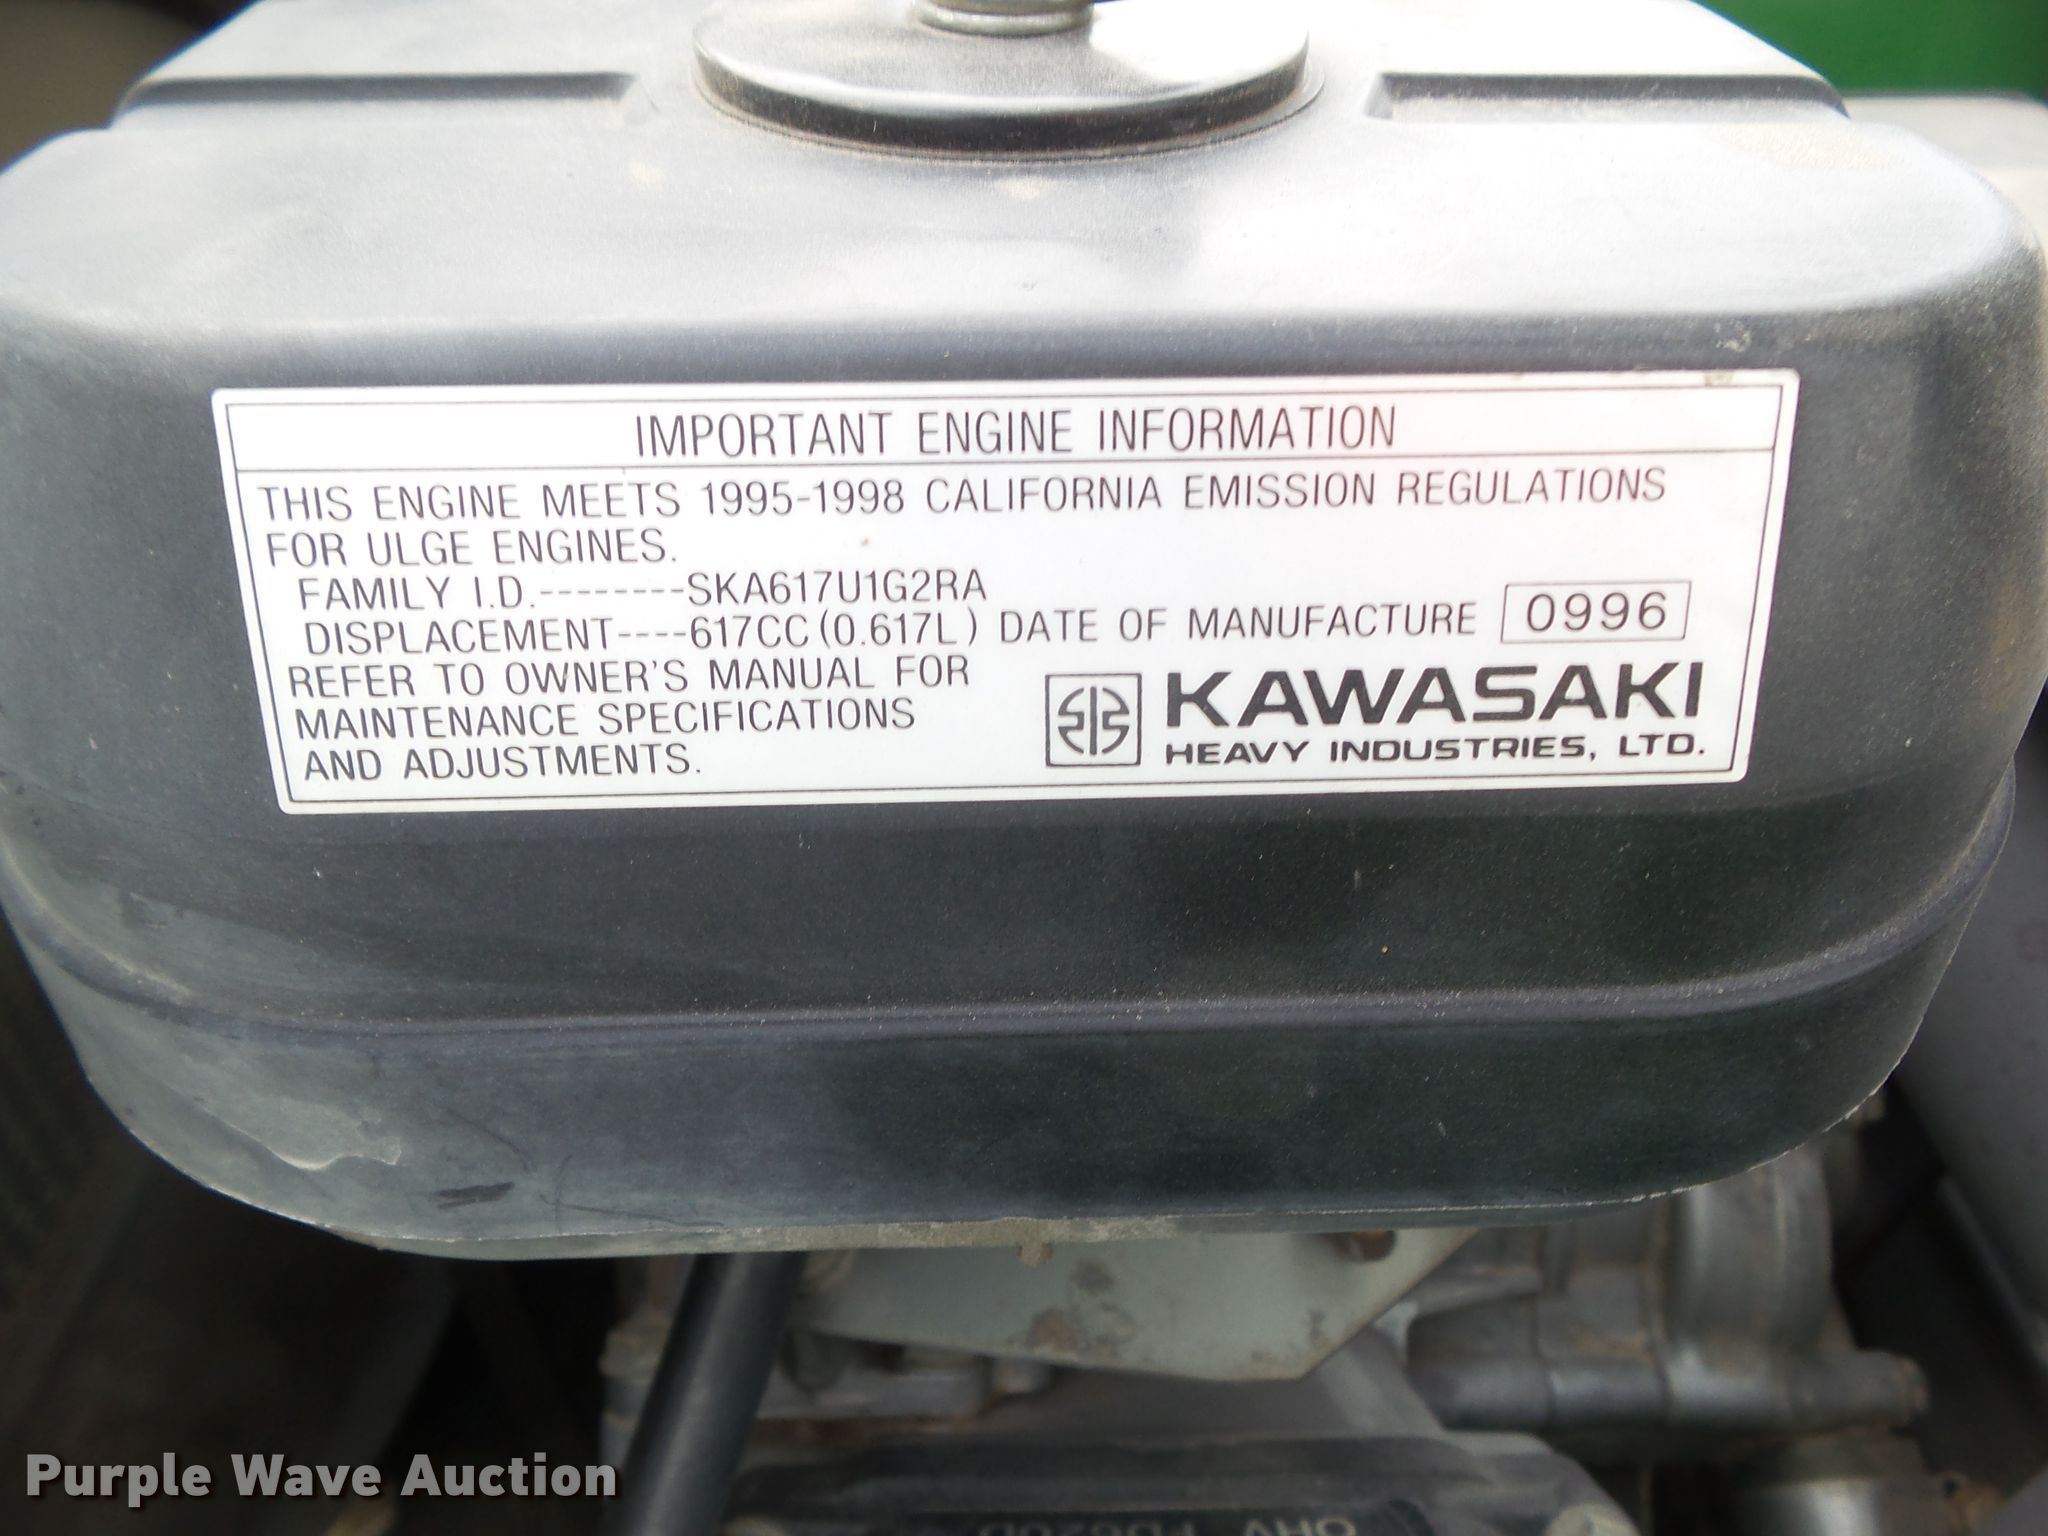 IMPORTANT ENGINE INFORMATION
THIS ENGINE MEETS 1995-1998 CALIFORNIA EMISSION REGULATIONS
FOR ULGE ENGINES.
FAMILY I.D.--------SKA617U1G2RA
DISPLACEMENT----617CC (0.617L) DATE OF MANUFACTURE 0996
REFER TO OWNER'S MANUAL FOR
MAINTENANCE SPECIFICATIONS
AND ADJUSTMENTS.
KAWASAKI
HEAVY INDUSTRIES, LTD.
Purple Wave Auction
OHV